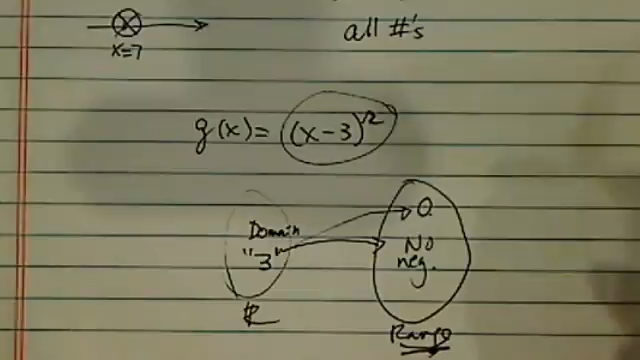 x=7
all #'s
g(x) = (x-3)²
Domain
"3"
ℝ
0
No
neg.
Range